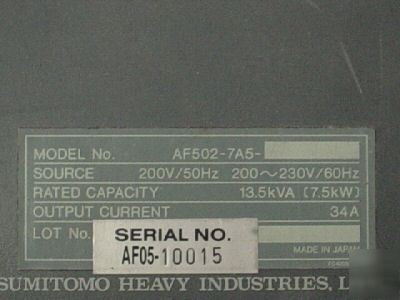 MODEL No. AF502-7A5-
SOURCE 200V/50Hz 200~230V/60Hz
RATED CAPACITY 13.5kVA (7.5kW)
OUTPUT CURRENT 34A
LOT No.
SERIAL NO.
AF05-10015
MADE IN JAPAN
SUMITOMO HEAVY INDUSTRIES, L